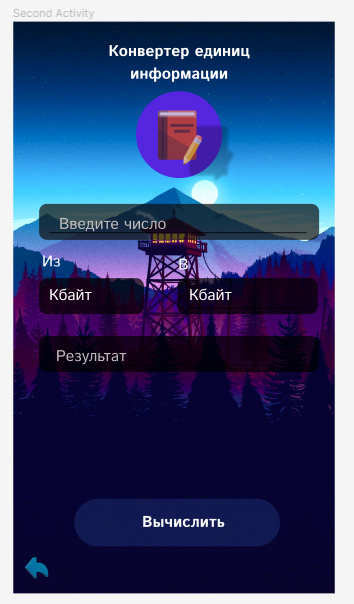 Second Activity
Конвертер единиц
информации
Введите число
Из В
Кбайт Кбайт
Результат
Вычислить